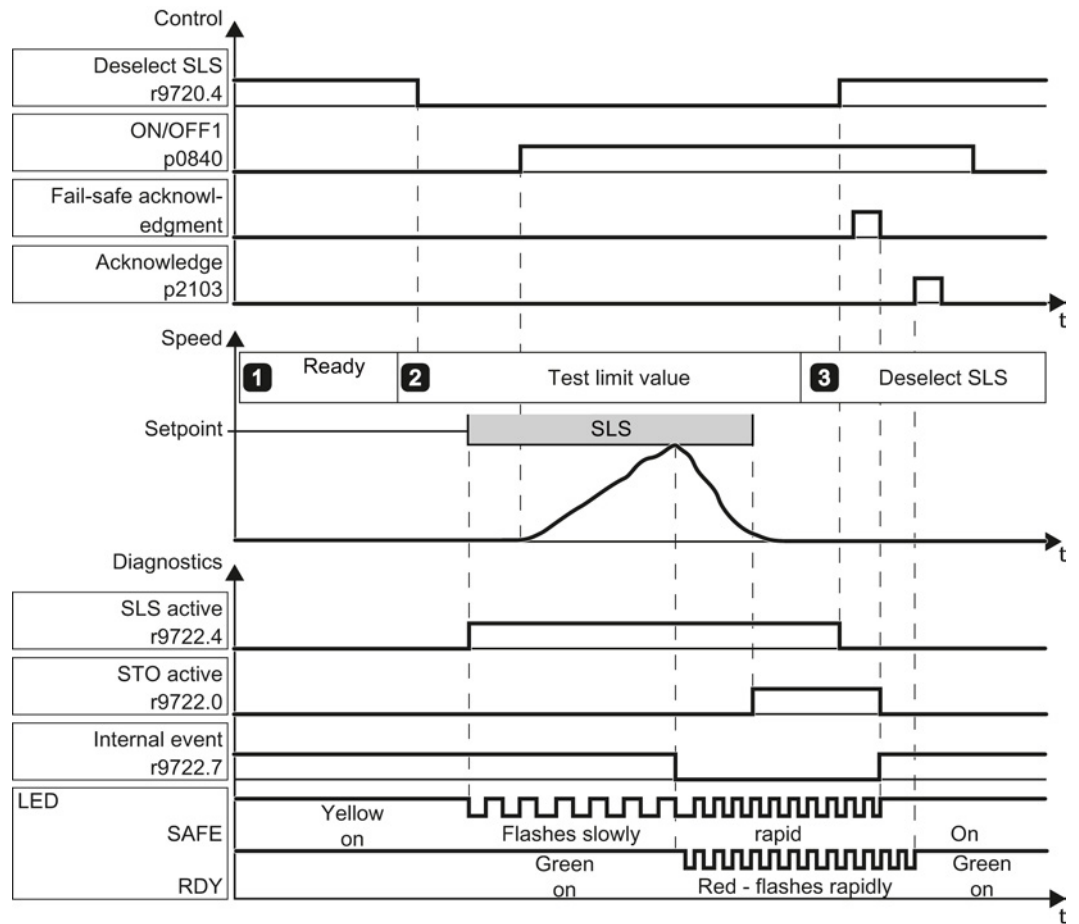 Control
Deselect SLS
r9720.4
ON/OFF1
p0840
Fail-safe acknowl-
edgment
Acknowledge
p2103
t
Speed
1 Ready 2 Test limit value 3 Deselect SLS
Setpoint
SLS
t
Diagnostics
SLS active
r9722.4
STO active
r9722.0
Internal event
r9722.7
LED
SAFE
Yellow
on
Flashes slowly
rapid
On
RDY
Green
on
Red - flashes rapidly
Green
on
t